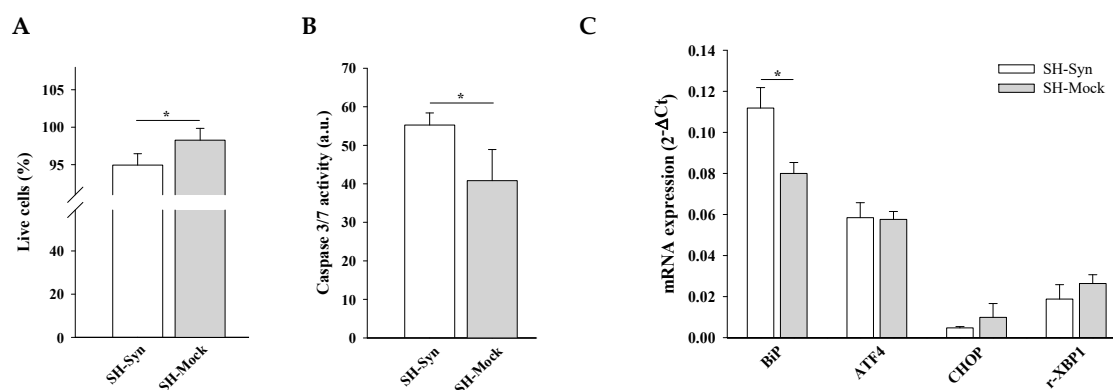 A
Live cells (%)
105
100
95
40
20
0
SH-Syn
SH-Mock
*
B
Caspase 3/7 activity (a.u.)
70
60
50
40
30
20
10
0
SH-Syn
SH-Mock
*
C
mRNA expression (2-ΔCt)
0.14
0.12
0.10
0.08
0.06
0.04
0.02
0.00
*
SH-Syn
SH-Mock
BiP
ATF4
CHOP
r-XBP1